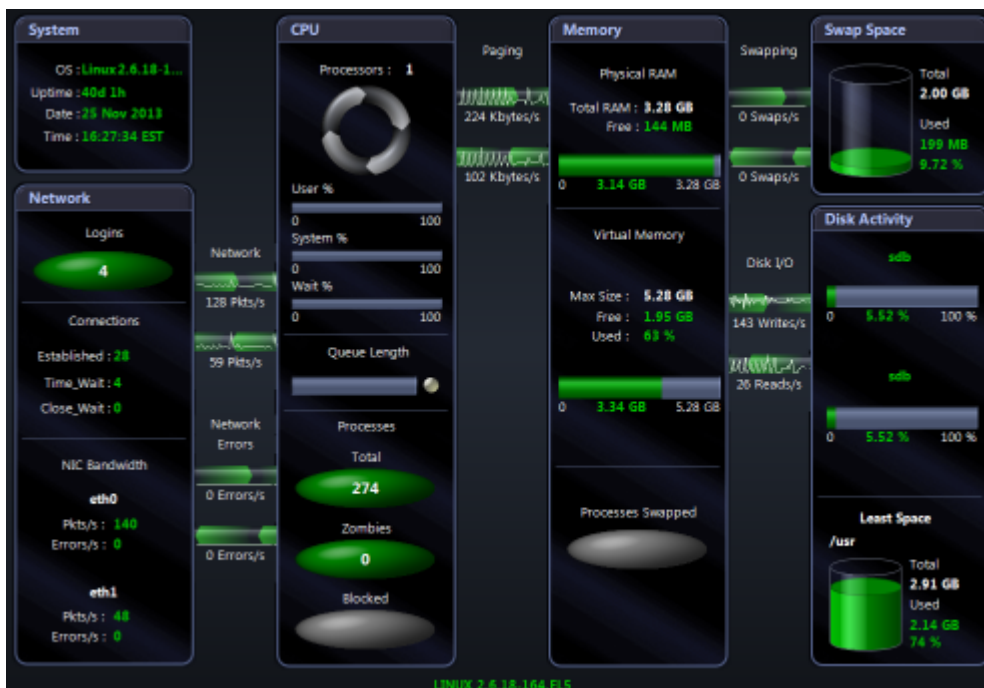 System
OS : Linux 2.6.18-1...
Uptime : 40d 1h
Date : 25 Nov 2013
Time : 16:27:34 EST
Network
Logins
4
Connections
Established : 28
Time_Wait : 4
Close_Wait : 0
NIC Bandwidth
eth0
Pkts/s : 140
Errors/s : 0
eth1
Pkts/s : 48
Errors/s : 0
Network
128 Pkts/s
59 Pkts/s
Network
Errors
0 Errors/s
0 Errors/s
CPU
Processors : 1
User %
0 100
System %
0 100
Wait %
0 100
Queue Length
Processes
Total
274
Zombies
0
Blocked
Paging
224 Kbytes/s
102 Kbytes/s
Memory
Physical RAM
Total RAM : 3.28 GB
Free : 144 MB
0 3.14 GB 3.28 GB
Virtual Memory
Max Size : 5.28 GB
Free : 1.95 GB
Used : 63 %
0 3.34 GB 5.28 GB
Processes Swapped
Swapping
0 Swaps/s
0 Swaps/s
Disk I/O
143 Writes/s
26 Reads/s
Swap Space
Total
2.00 GB
Used
199 MB
9.72 %
Disk Activity
sdb
0 5.52 % 100 %
sdb
0 5.52 % 100 %
Least Space
/usr
Total
2.91 GB
Used
2.14 GB
74 %
LINUX 2.6.18-164.EL5